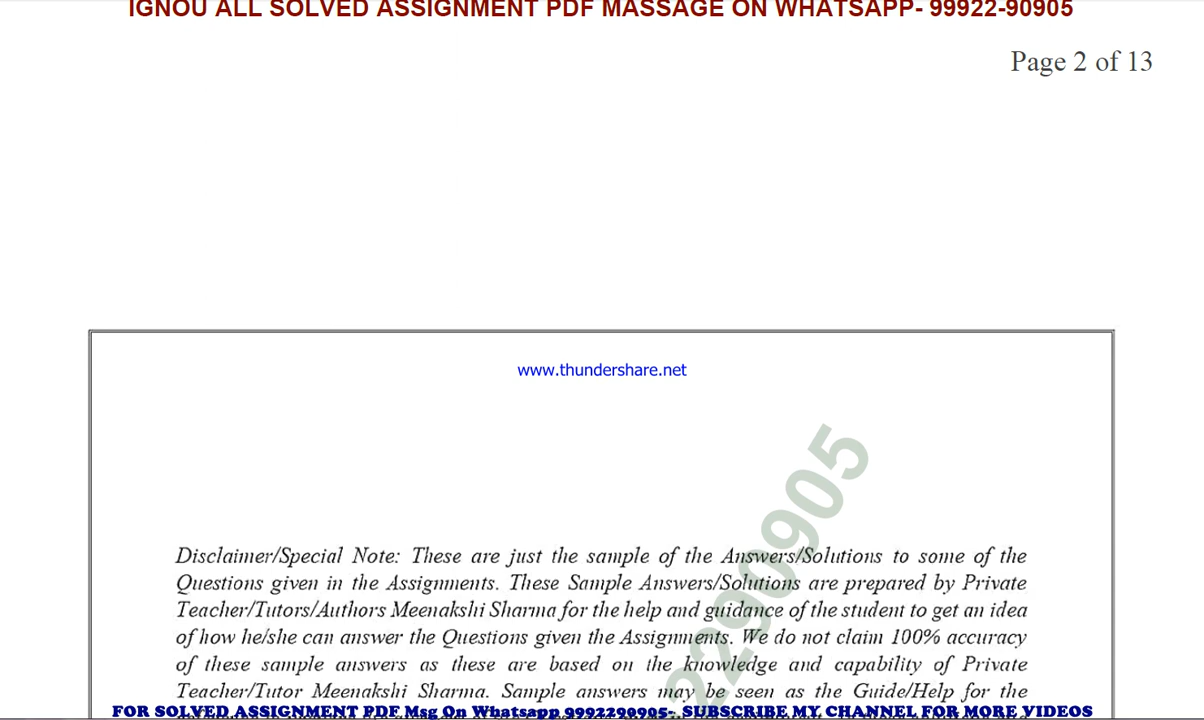 IGNOU ALL SOLVED ASSIGNMENT PDF MASSAGE ON WHATSAPP- 99922-90905
Page 2 of 13
www.thundershare.net
2290905
Disclaimer/Special Note: These are just the sample of the Answers/Solutions to some of the
Questions given in the Assignments. These Sample Answers/Solutions are prepared by Private
Teacher/Tutors/Authors Meenakshi Sharma for the help and guidance of the student to get an idea
of how he/she can answer the Questions given the Assignments. We do not claim 100% accuracy
of these sample answers as these are based on the knowledge and capability of Private
Teacher/Tutor Meenakshi Sharma. Sample answers may be seen as the Guide/Help for the
FOR SOLVED ASSIGNMENT PDF Msg On Whatsapp 9992290905- SUBSCRIBE MY CHANNEL FOR MORE VIDEOS